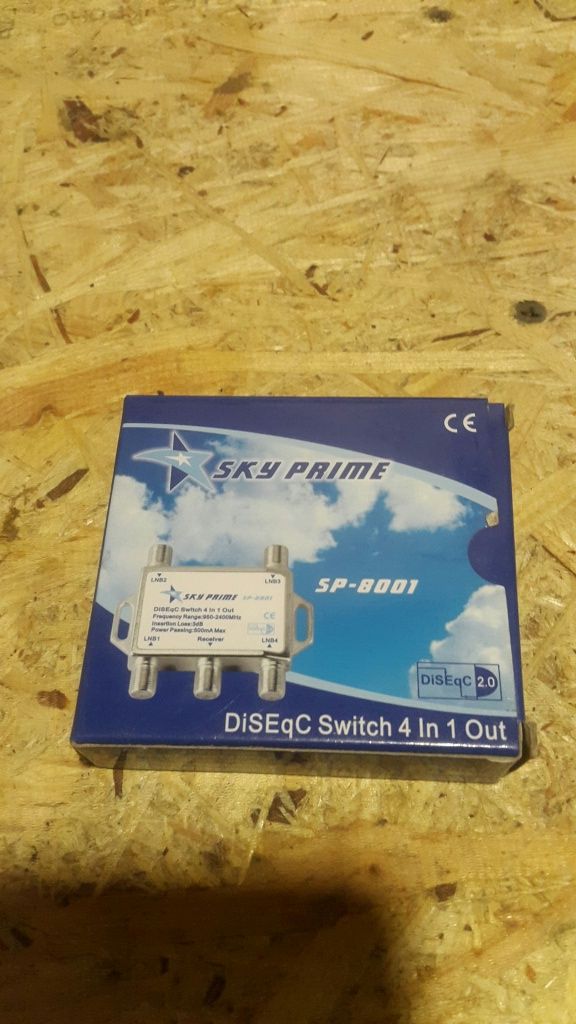 CE
SKY PRIME
SP-8001
LNB2
LNB3
SKY PRIME SP-8001
DiSEqC Switch 4 In 1 Out
Frequency Range:950-2400MHz
Insertion Loss:3dB
Power Passing:500mA Max
CE
LNB1
Receiver
LNB4
DiSEqC 2.0
DiSEqC Switch 4 In 1 Out